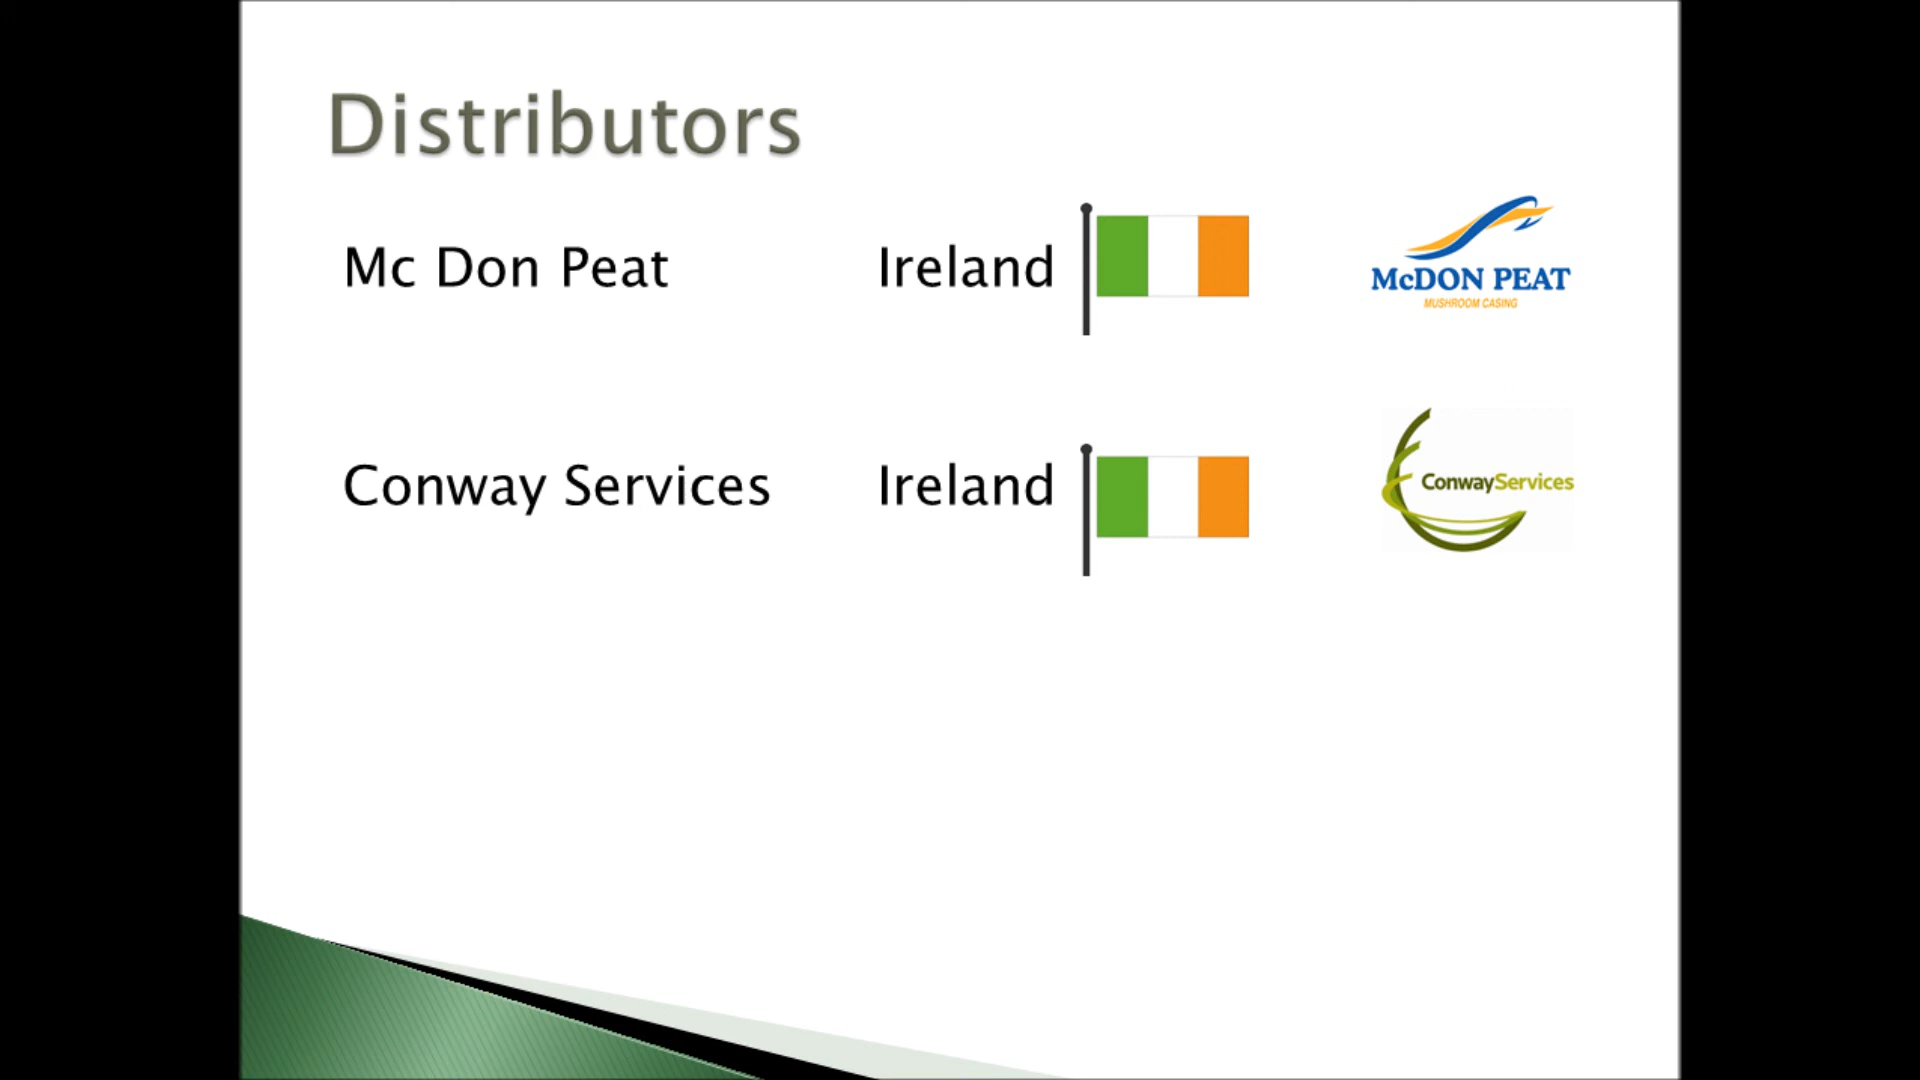 Distributors
Mc Don Peat Ireland
McDON PEAT
MUSHROOM CASING
Conway Services Ireland
ConwayServices